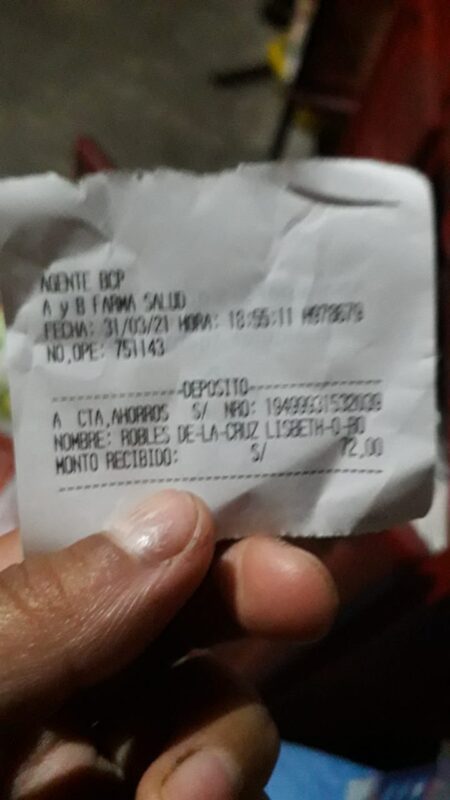 AGENTE BCP
A y B FARMA SALUD
FECHA: 31/03/21 HORA: 18:55:11 H978679
NO,OPE: 751143
--------------------DEPOSITO--------------------
A CTA,AHORROS S/ NRO: 19499931532039
NOMBRE: ROBLES DE-LA-CRUZ LISBETH-O-BO
MONTO RECIBIDO: S/ 72,00
------------------------------------------------